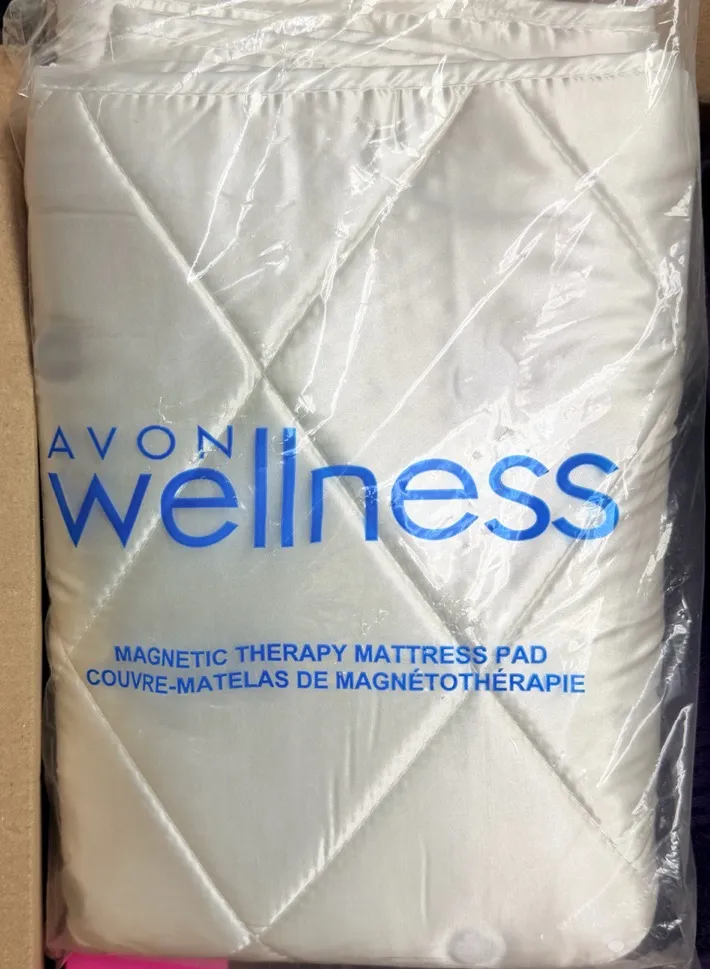 AVON
wellness
MAGNETIC THERAPY MATTRESS PAD
COUVRE-MATELAS DE MAGNÉTOTHÉRAPIE